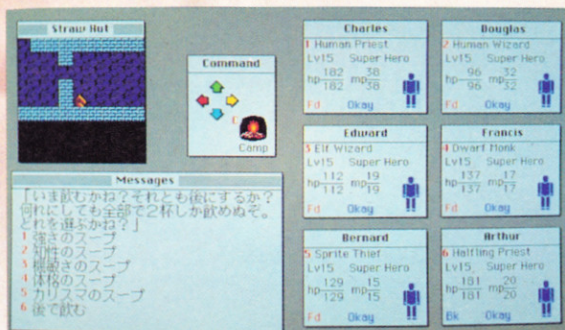 Straw Hut
Command
C
Camp
Messages
「いま飲むかね？それとも後にするか？
何れにしても全部で２杯しか飲めぬぞ。
どれを選ぶかね？」
1 強さのスープ
2 知性のスープ
3 機敏さのスープ
4 体格のスープ
5 カリスマのスープ
6 後で飲む
Charles
1 Human Priest
Lv15 Super Hero
hp 182/182 mp 38/38
Fd Okay
Douglas
2 Human Wizard
Lv15 Super Hero
hp 96/96 mp 32/32
Fd Okay
Edward
3 Elf Wizard
Lv15 Super Hero
hp 112/112 mp 19/19
Fd Okay
Francis
4 Dwarf Monk
Lv15 Super Hero
hp 137/137 mp 17/17
Fd Okay
Bernard
5 Sprite Thief
Lv15 Super Hero
hp 129/129 mp 15/15
Fd Okay
Arthur
6 Halfling Priest
Lv15 Super Hero
hp 181/181 mp 20/20
Bk Okay